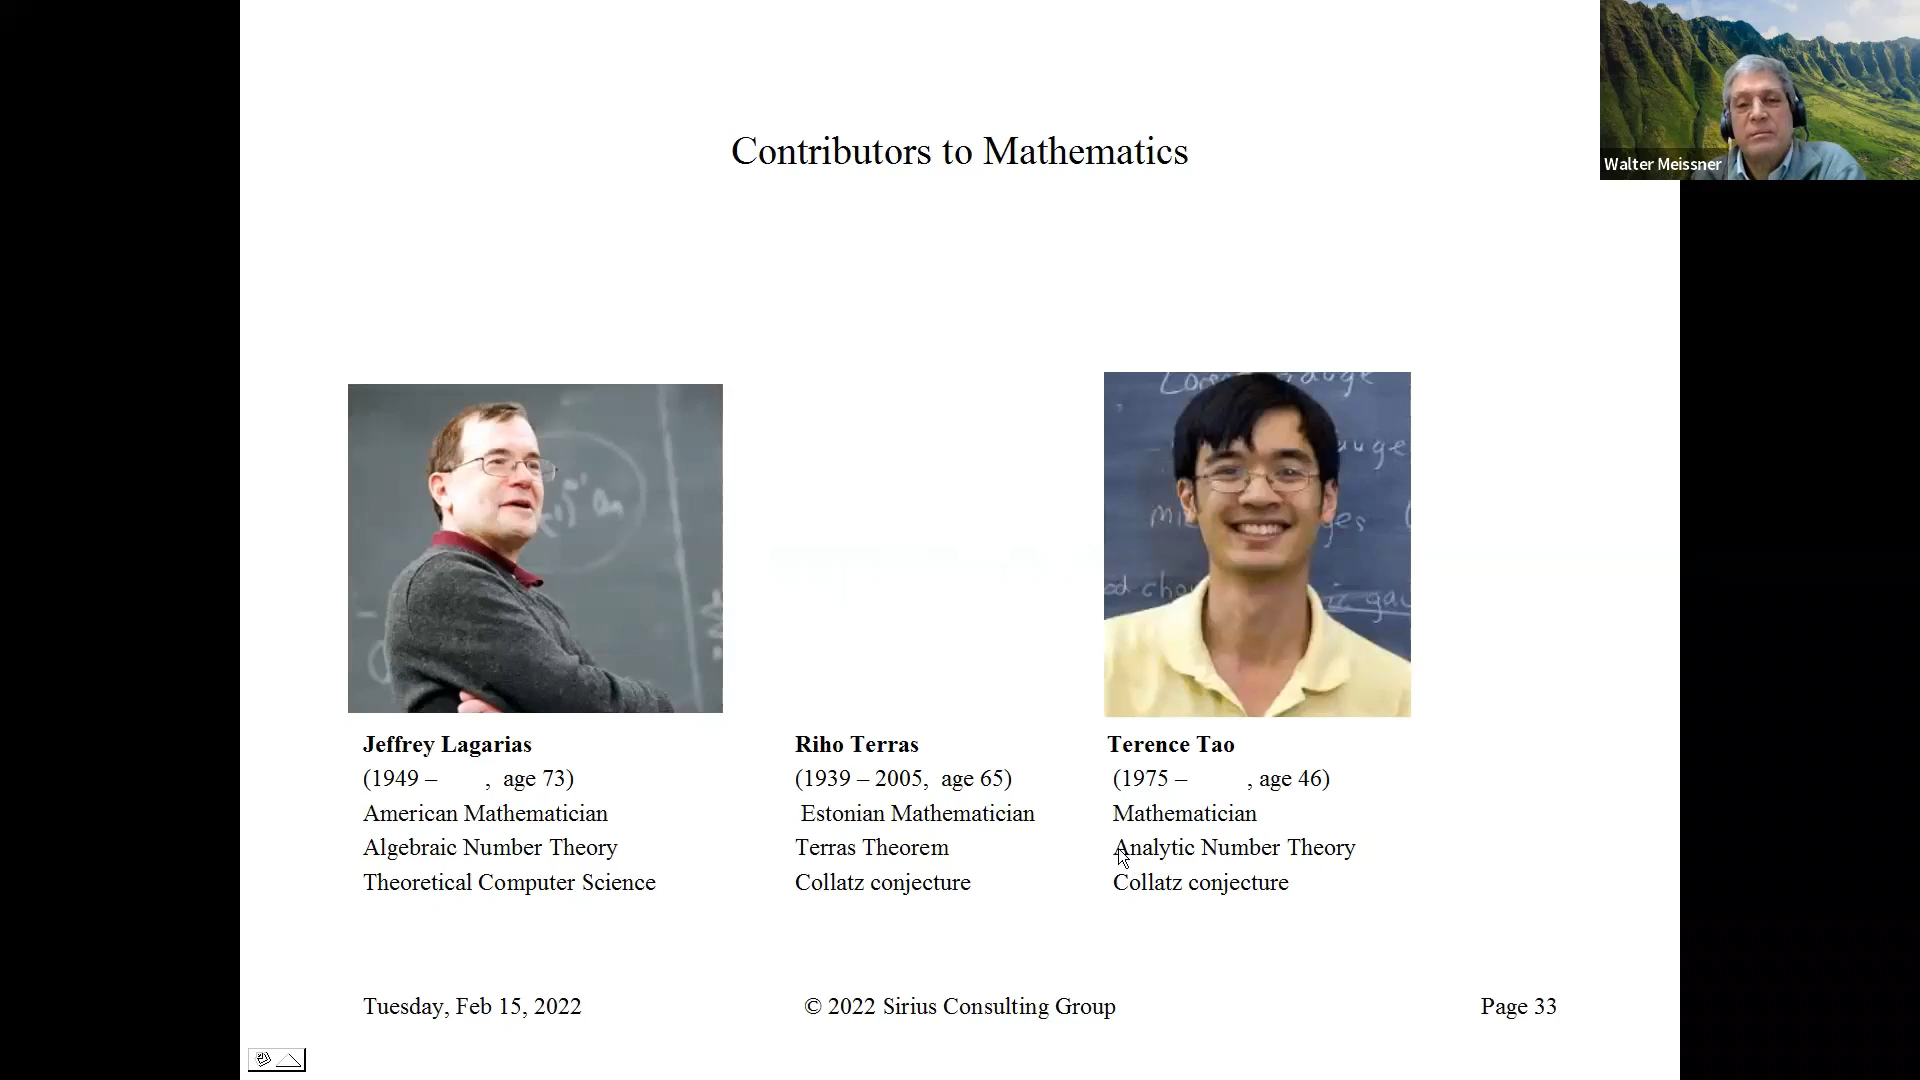 Contributors to Mathematics
Walter Meissner
Jeffrey Lagarias
(1949 – , age 73)
American Mathematician
Algebraic Number Theory
Theoretical Computer Science
Riho Terras
(1939 – 2005, age 65)
Estonian Mathematician
Terras Theorem
Collatz conjecture
Terence Tao
(1975 – , age 46)
Mathematician
Analytic Number Theory
Collatz conjecture
Tuesday, Feb 15, 2022
© 2022 Sirius Consulting Group
Page 33